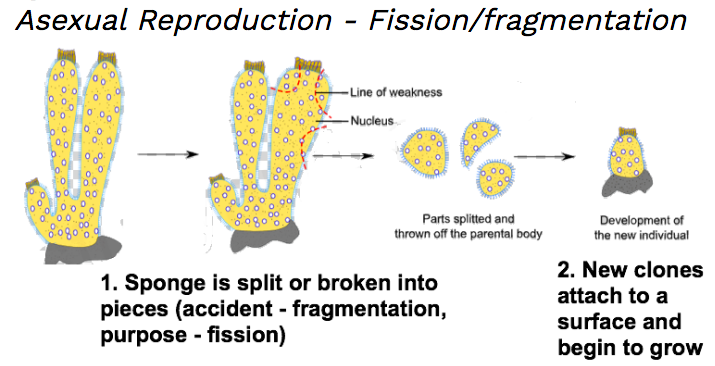 Asexual Reproduction - Fission/fragmentation
Line of weakness
Nucleus
Parts splitted and
thrown off the parental body
Development of
the new individual
1. Sponge is split or broken into
pieces (accident - fragmentation,
purpose - fission)
2. New clones
attach to a
surface and
begin to grow